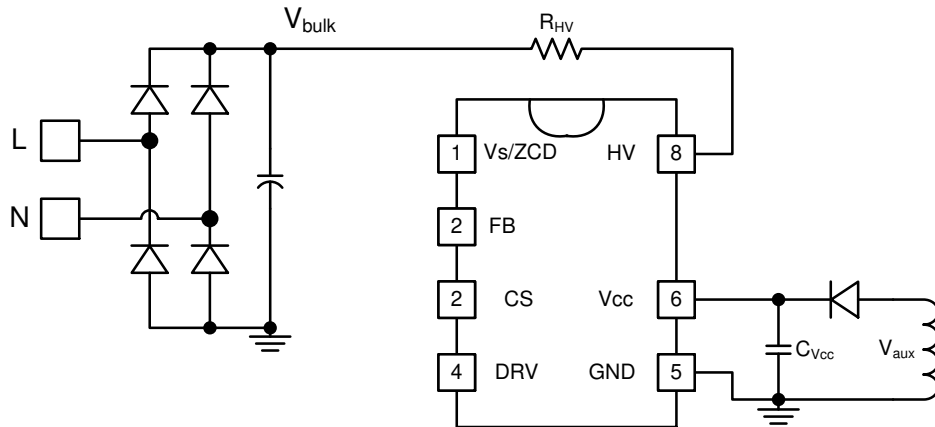 V_bulk
R_HV
L
N
1 Vs/ZCD HV 8
2 FB
2 CS Vcc 6
4 DRV GND 5
C_Vcc
V_aux